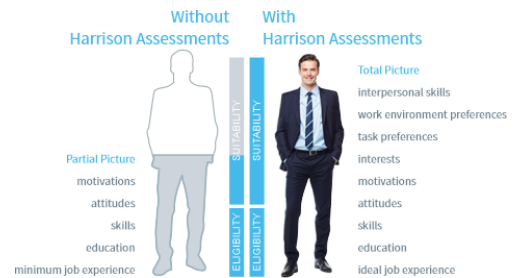 Without
Harrison Assessments
With
Harrison Assessments
SUITABILITY
SUITABILITY
ELIGIBILITY
ELIGIBILITY
Partial Picture
motivations
attitudes
skills
education
minimum job experience
Total Picture
interpersonal skills
work environment preferences
task preferences
interests
motivations
attitudes
skills
education
ideal job experience